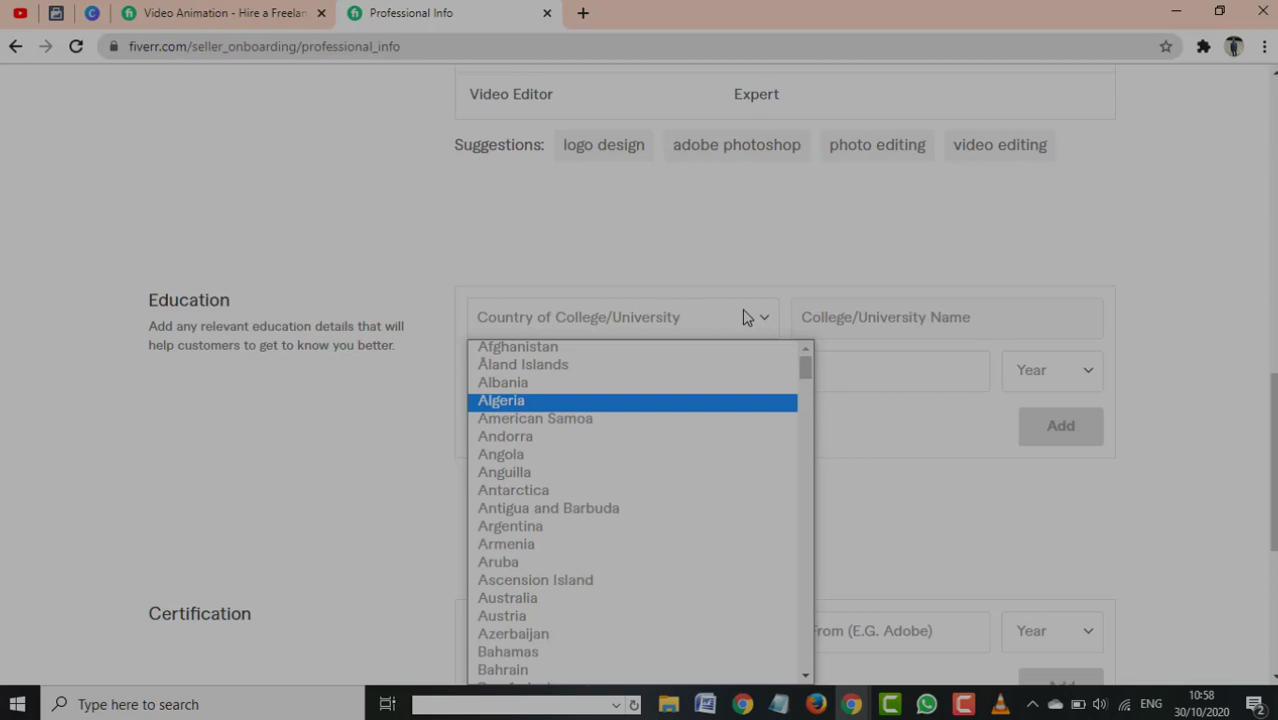 Video Animation - Hire a Freelan
Professional Info
fiverr.com/seller_onboarding/professional_info
Video Editor Expert
Suggestions: logo design adobe photoshop photo editing video editing
Education
Add any relevant education details that will
help customers to get to know you better.
Country of College/University
College/University Name
Afghanistan
Åland Islands
Albania
Algeria
American Samoa
Andorra
Angola
Anguilla
Antarctica
Antigua and Barbuda
Argentina
Armenia
Aruba
Ascension Island
Australia
Austria
Azerbaijan
Bahamas
Bahrain
Year
Add
Certification
From (E.G. Adobe)
Year
Type here to search
ENG
10:58
30/10/2020
2